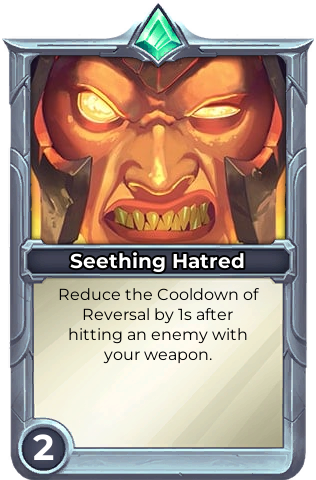 Seething Hatred
Reduce the Cooldown of
Reversal by 1s after
hitting an enemy with
your weapon.
2